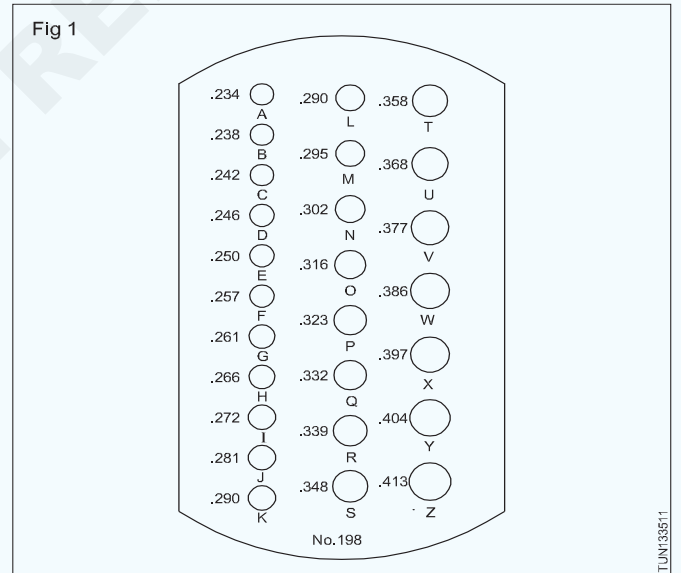 Fig 1
.234
A
.238
B
.242
C
.246
D
.250
E
.257
F
.261
G
.266
H
.272
I
.281
J
.290
K
.290
L
.295
M
.302
N
.316
O
.323
P
.332
Q
.339
R
.348
S
.358
T
.368
U
.377
V
.386
W
.397
X
.404
Y
.413
Z
No.198
TUN133511